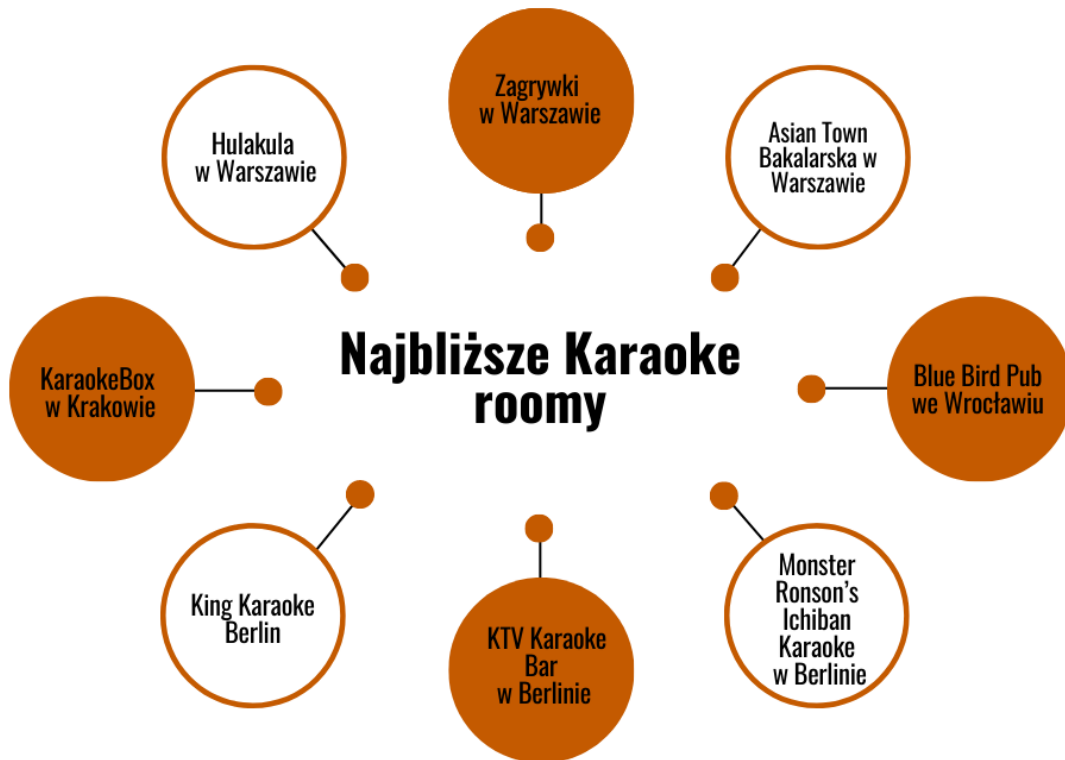 Zagrywki
w Warszawie
Hulakula
w Warszawie
Asian Town
Bakalarska w
Warszawie
Najbliższe Karaoke
roomy
KaraokeBox
w Krakowie
Blue Bird Pub
we Wrocławiu
King Karaoke
Berlin
KTV Karaoke
Bar
w Berlinie
Monster
Ronson's
Ichiban
Karaoke
w Berlinie